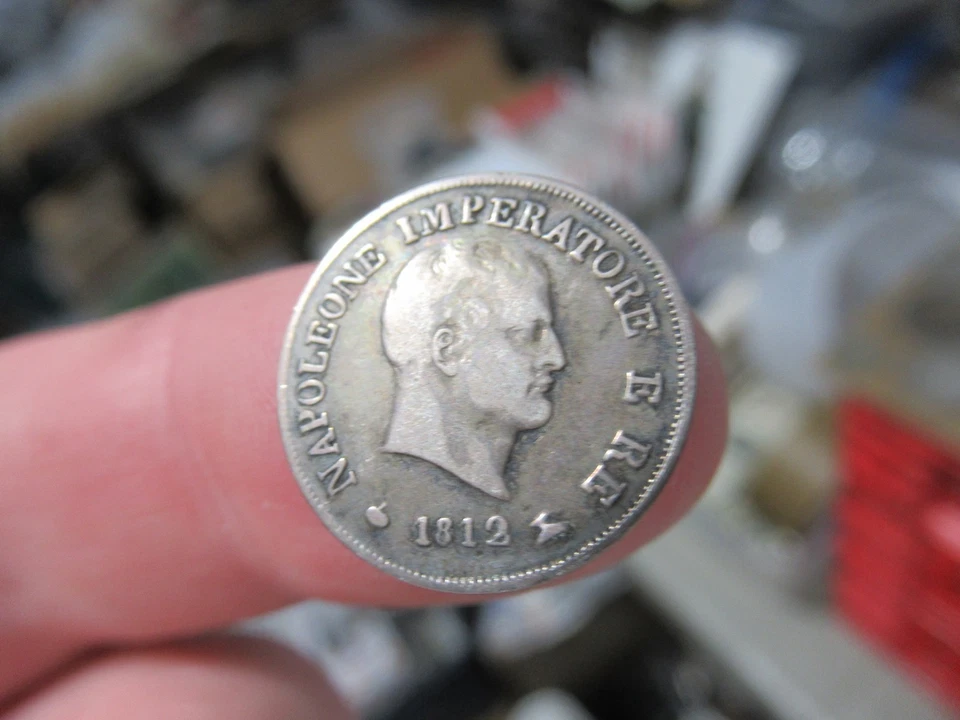 NAPOLEONE IMPERATORE E RE
1812